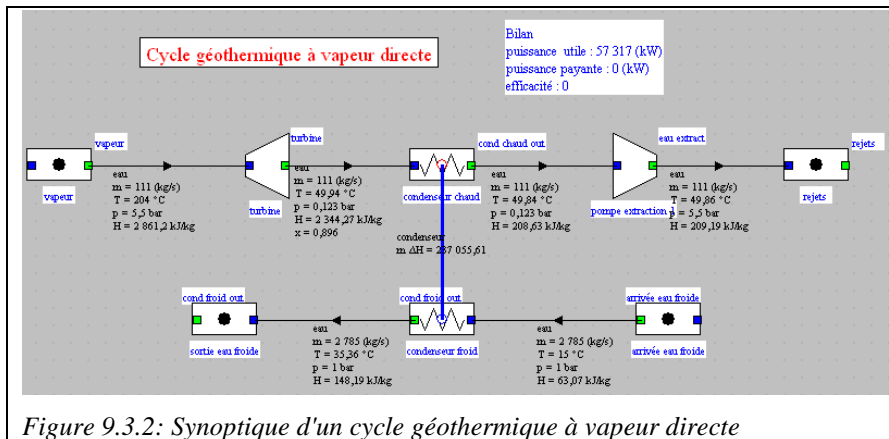 Bilan
puissance utile : 57 317 (kW)
puissance payante : 0 (kW)
efficacité : 0
Cycle géothermique à vapeur directe
vapeur
eau
m = 111 (kg/s)
T = 204 °C
p = 5,5 bar
H = 2 861,2 kJ/kg
vapeur
turbine
eau
m = 111 (kg/s)
T = 49,94 °C
p = 0,123 bar
H = 2 344,27 kJ/kg
x = 0,896
turbine
cond chaud out
eau
m = 111 (kg/s)
T = 49,84 °C
p = 0,123 bar
H = 208,63 kJ/kg
condenseur chaud
eau extract
eau
m = 111 (kg/s)
T = 49,86 °C
p = 5,5 bar
H = 209,19 kJ/kg
pompe extraction
rejets
rejets
condenseur
m ΔH = 237 055,61
cond froid out
sortie eau froide
eau
m = 2 785 (kg/s)
T = 35,36 °C
p = 1 bar
H = 148,19 kJ/kg
cond froid out
condenseur froid
eau
m = 2 785 (kg/s)
T = 15 °C
p = 1 bar
H = 63,07 kJ/kg
arrivée eau froide
arrivée eau froide
Figure 9.3.2: Synoptique d'un cycle géothermique à vapeur directe